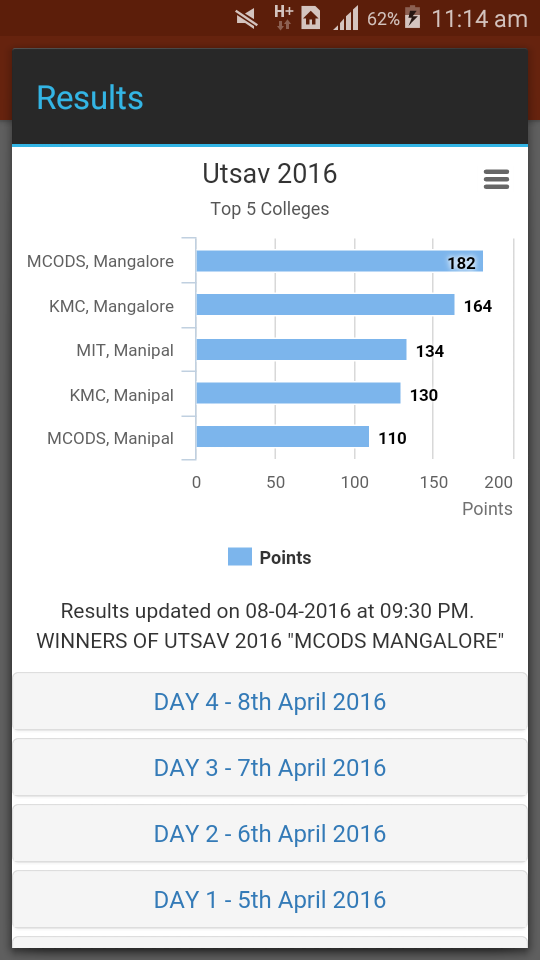 H+
62%
11:14 am
Results
Utsav 2016
Top 5 Colleges
MCODS, Mangalore 182
KMC, Mangalore 164
MIT, Manipal 134
KMC, Manipal 130
MCODS, Manipal 110
0 50 100 150 200
Points
Points
Results updated on 08-04-2016 at 09:30 PM.
WINNERS OF UTSAV 2016 "MCODS MANGALORE"
DAY 4 - 8th April 2016
DAY 3 - 7th April 2016
DAY 2 - 6th April 2016
DAY 1 - 5th April 2016